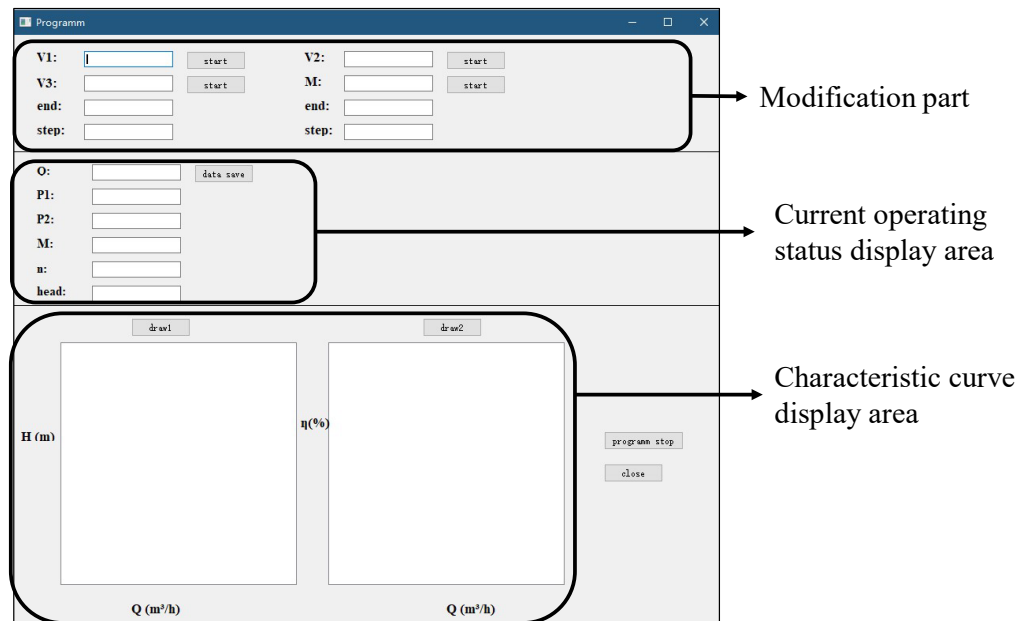 Programm
V1: start V2: start
V3: start M: start
end: end:
step: step:
Modification part
Q: data save
P1:
P2:
M:
n:
head:
Current operating
status display area
draw1 draw2
H (m) η(%)
Characteristic curve
display area
programm stop
close
Q (m³/h) Q (m³/h)